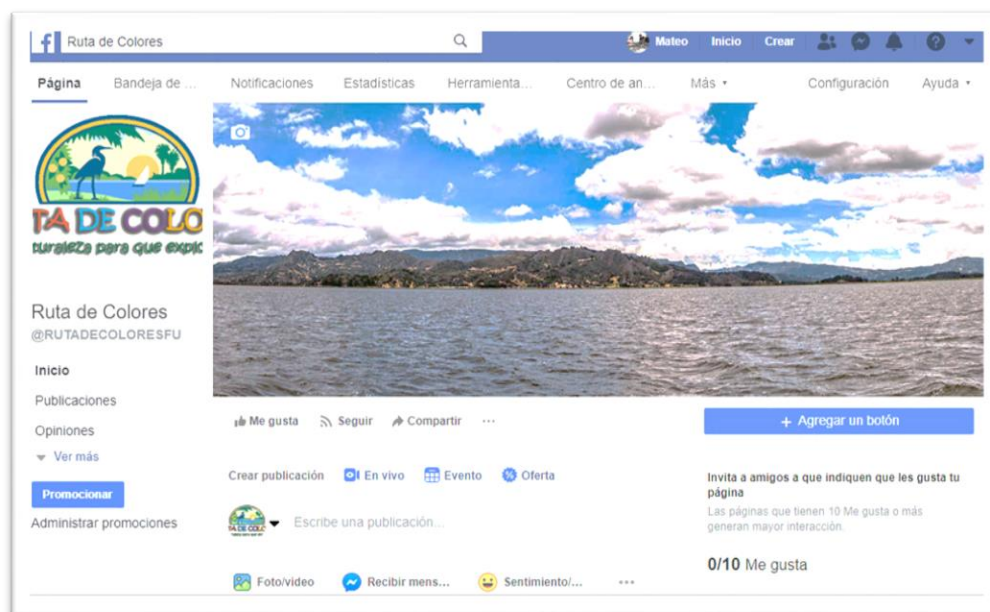 f Ruta de Colores
Mateo Inicio Crear
Página Bandeja de ... Notificaciones Estadísticas Herramienta... Centro de an... Más Configuración Ayuda
TA DE COLO
turaleza para que explo
Ruta de Colores
@RUTADECOLORESFU
Inicio
Publicaciones
Opiniones
Ver más
Promocionar
Administrar promociones
Me gusta Seguir Compartir ...
+ Agregar un botón
Crear publicación En vivo Evento Oferta
Escribe una publicación...
Foto/video Recibir mens... Sentimiento/... ...
Invita a amigos a que indiquen que les gusta tu
página
Las páginas que tienen 10 Me gusta o más
generan mayor interacción.
0/10 Me gusta